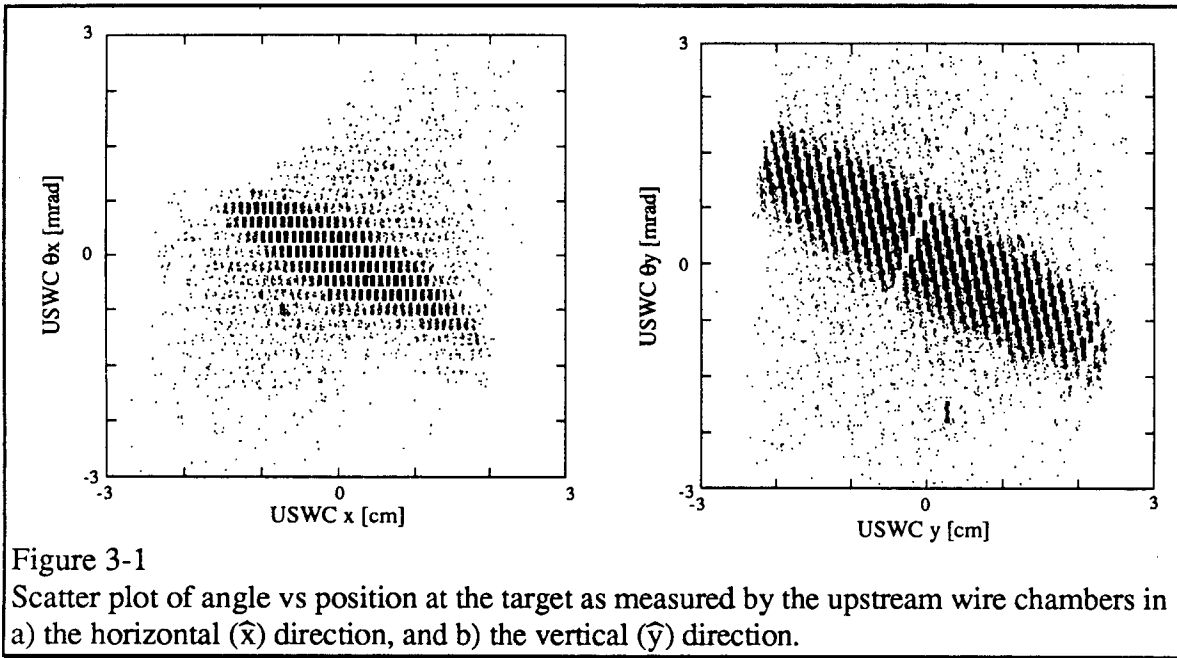 3
USWC θx [mrad]
0
-3
-3
0
3
USWC x [cm]
3
USWC θy [mrad]
0
-3
-3
0
3
USWC y [cm]
Figure 3-1
Scatter plot of angle vs position at the target as measured by the upstream wire chambers in
a) the horizontal (x̂) direction, and b) the vertical (ŷ) direction.